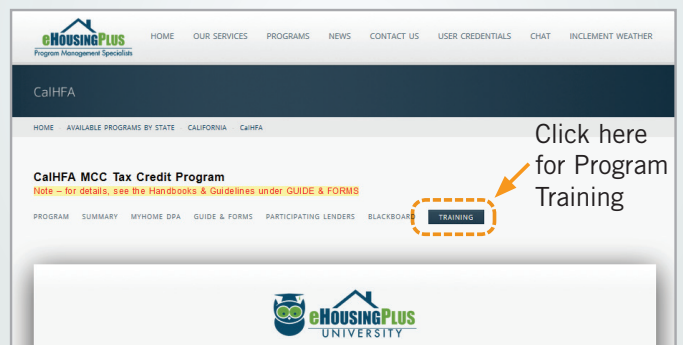 eHousingPlus
Program Management Specialists
HOME OUR SERVICES PROGRAMS NEWS CONTACT US USER CREDENTIALS CHAT INCLEMENT WEATHER
CalHFA
HOME AVAILABLE PROGRAMS BY STATE CALIFORNIA CalHFA
Click here
for Program
Training
CalHFA MCC Tax Credit Program
Note – for details, see the Handbooks & Guidelines under GUIDE & FORMS
PROGRAM SUMMARY MYHOME DPA GUIDE & FORMS PARTICIPATING LENDERS BLACKBOARD TRAINING
eHousingPlus
UNIVERSITY